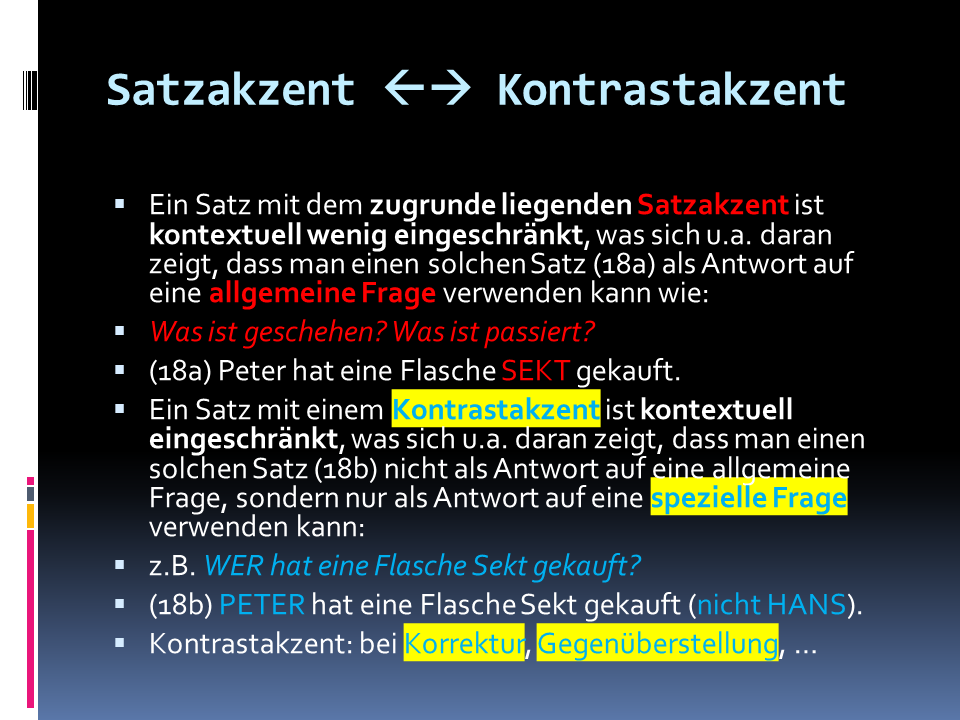 Satzakzent ←→ Kontrastakzent
▪ Ein Satz mit dem zugrunde liegenden Satzakzent ist
kontextuell wenig eingeschränkt, was sich u.a. daran
zeigt, dass man einen solchen Satz (18a) als Antwort auf
eine allgemeine Frage verwenden kann wie:
▪ Was ist geschehen? Was ist passiert?
▪ (18a) Peter hat eine Flasche SEKT gekauft.
▪ Ein Satz mit einem Kontrastakzent ist kontextuell
eingeschränkt, was sich u.a. daran zeigt, dass man einen
solchen Satz (18b) nicht als Antwort auf eine allgemeine
Frage, sondern nur als Antwort auf eine spezielle Frage
verwenden kann:
▪ z.B. WER hat eine Flasche Sekt gekauft?
▪ (18b) PETER hat eine Flasche Sekt gekauft (nicht HANS).
▪ Kontrastakzent: bei Korrektur, Gegenüberstellung, ...